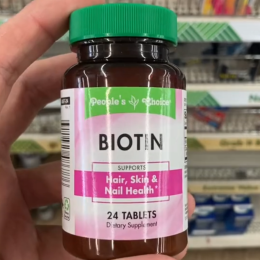 People's Choice
BIOTIN
SUPPORTS
Hair, Skin &
Nail Health*
24 TABLETS
Dietary Supplement